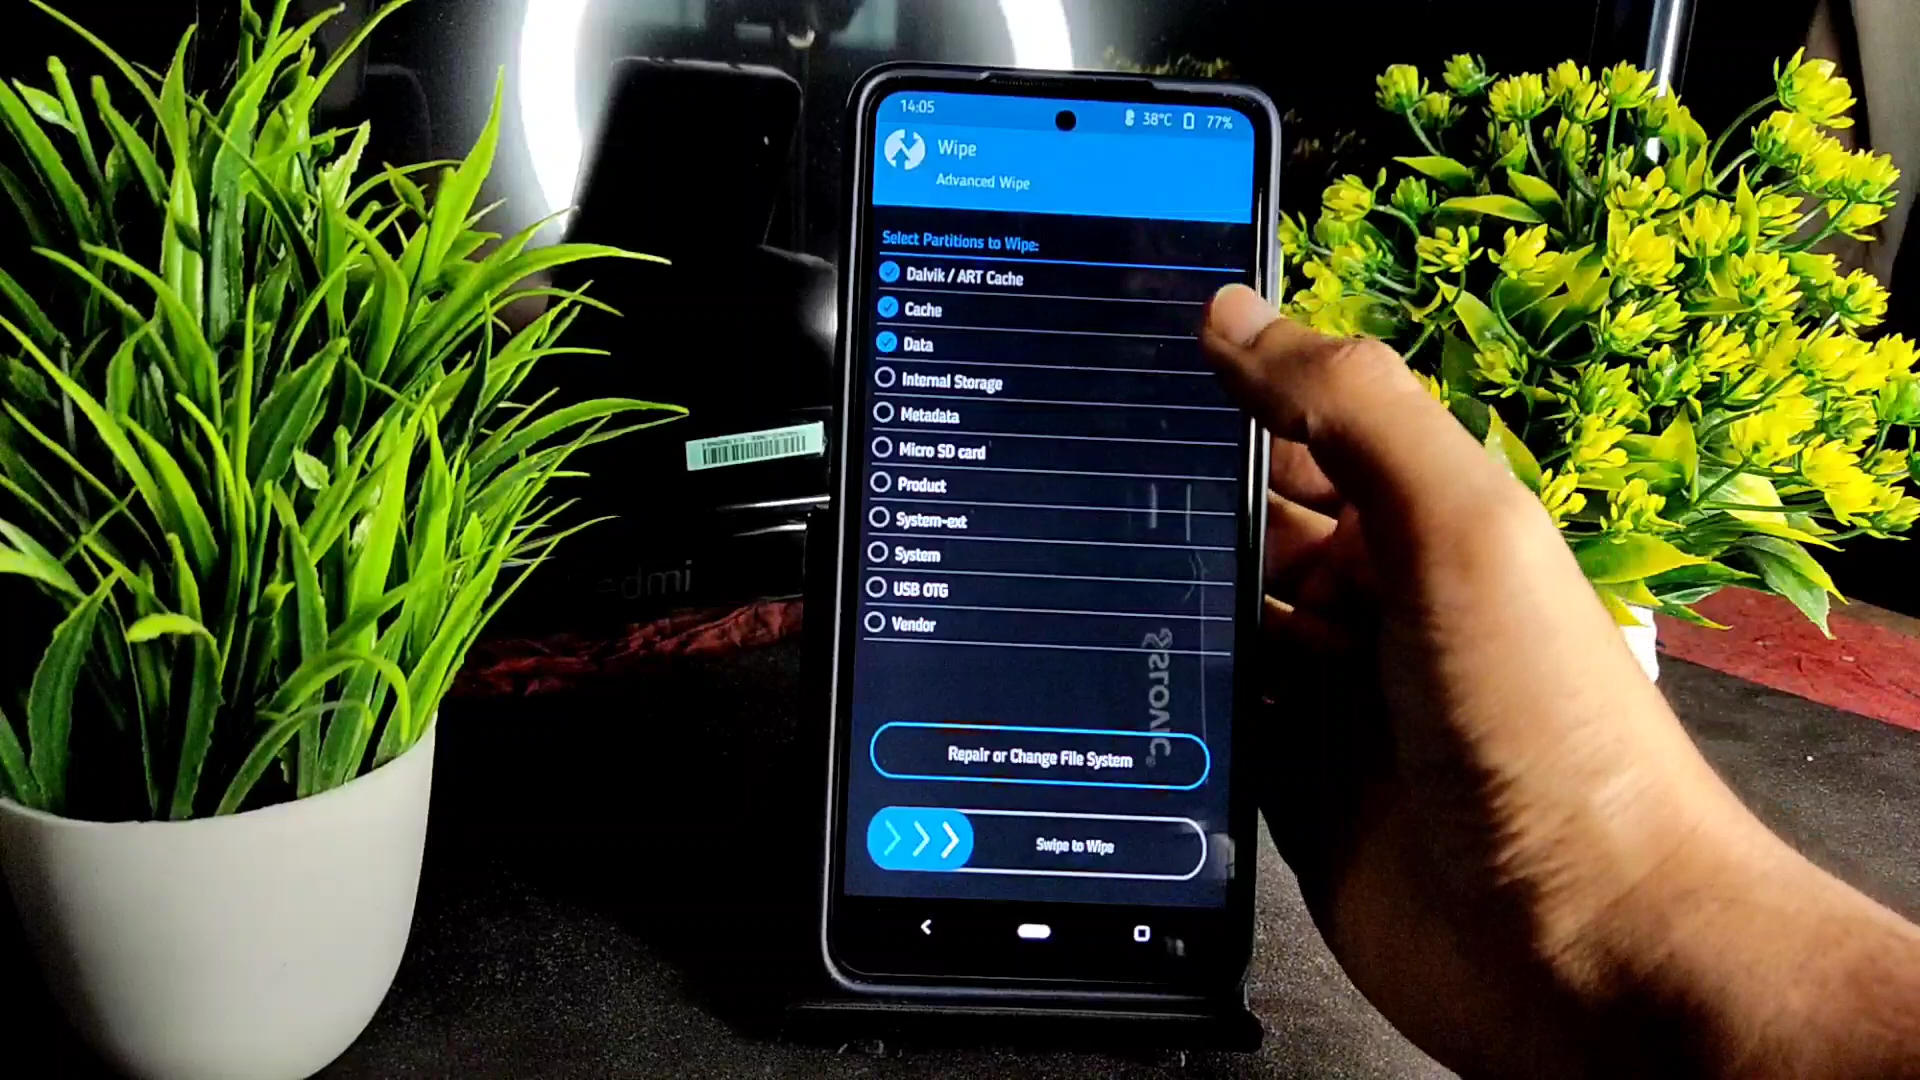 14:05
38°C 77%
Wipe
Advanced Wipe
Select Partitions to Wipe:
Dalvik / ART Cache
Cache
Data
Internal Storage
Metadata
Micro SD card
Product
System-ext
System
USB OTG
Vendor
Repair or Change File System
Swipe to Wipe